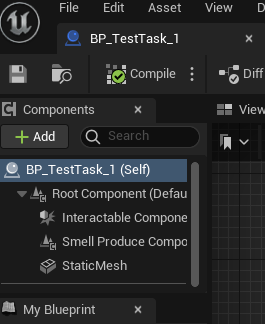 File Edit Asset View D
BP_TestTask_1
Compile Diff
Components View
Add Search
BP_TestTask_1 (Self)
Root Component (Defau
Interactable Compone
Smell Produce Compo
StaticMesh
My Blueprint